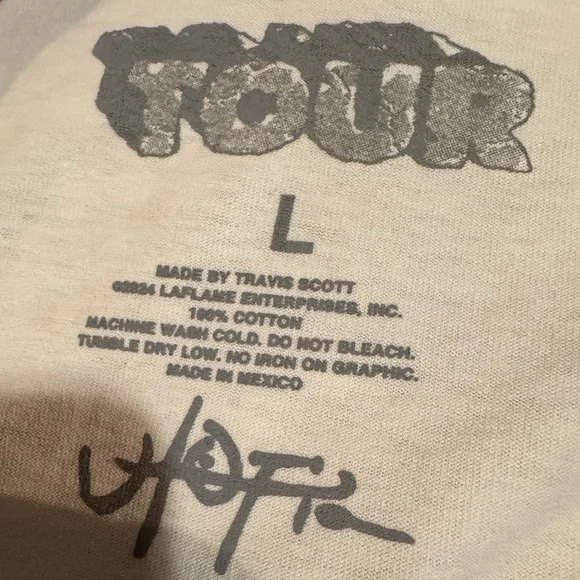 TOUR
L
MADE BY TRAVIS SCOTT
©2024 LAFLAME ENTERPRISES, INC.
100% COTTON
MACHINE WASH COLD. DO NOT BLEACH.
TUMBLE DRY LOW. NO IRON ON GRAPHIC.
MADE IN MEXICO